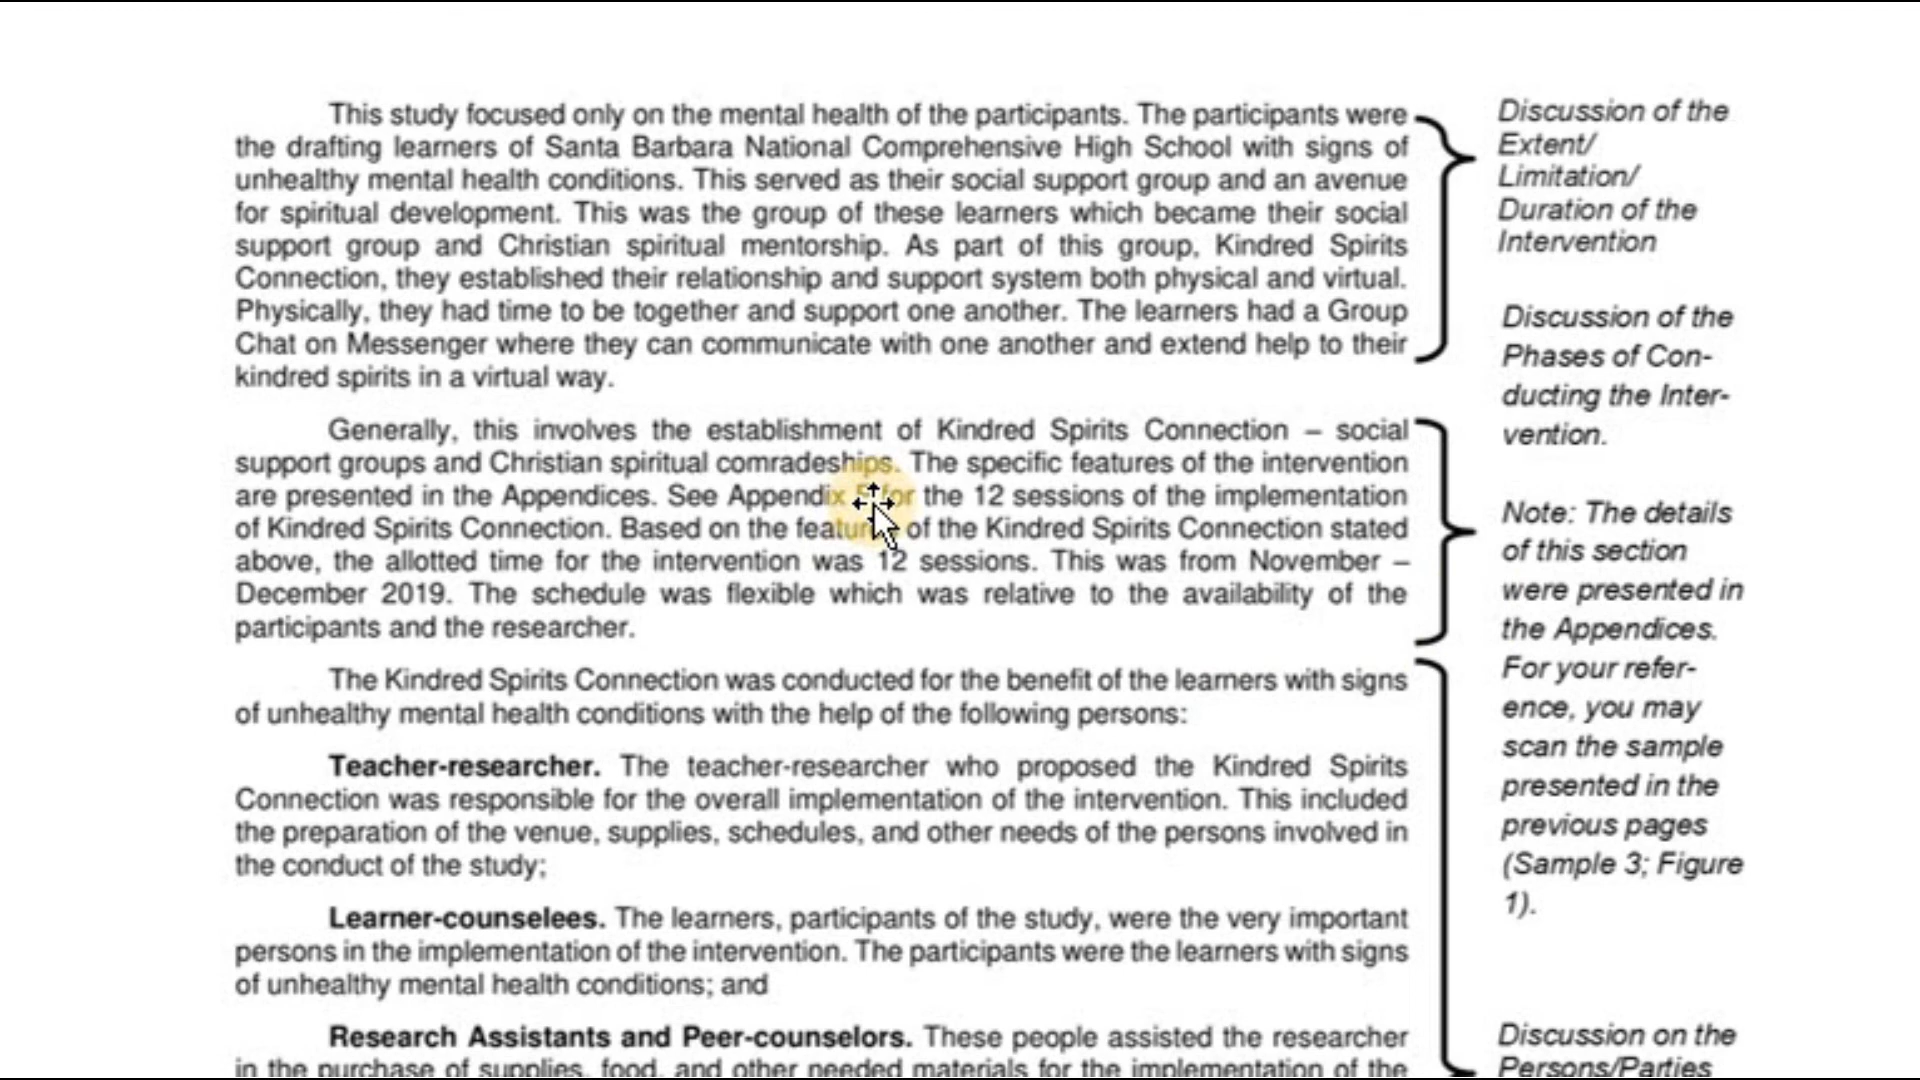 This study focused only on the mental health of the participants. The participants were
the drafting learners of Santa Barbara National Comprehensive High School with signs of
unhealthy mental health conditions. This served as their social support group and an avenue
for spiritual development. This was the group of these learners which became their social
support group and Christian spiritual mentorship. As part of this group, Kindred Spirits
Connection, they established their relationship and support system both physical and virtual.
Physically, they had time to be together and support one another. The learners had a Group
Chat on Messenger where they can communicate with one another and extend help to their
kindred spirits in a virtual way.
Generally, this involves the establishment of Kindred Spirits Connection – social
support groups and Christian spiritual comradeships. The specific features of the intervention
are presented in the Appendices. See Appendix for the 12 sessions of the implementation
of Kindred Spirits Connection. Based on the features of the Kindred Spirits Connection stated
above, the allotted time for the intervention was 12 sessions. This was from November –
December 2019. The schedule was flexible which was relative to the availability of the
participants and the researcher.
The Kindred Spirits Connection was conducted for the benefit of the learners with signs
of unhealthy mental health conditions with the help of the following persons:
Teacher-researcher. The teacher-researcher who proposed the Kindred Spirits
Connection was responsible for the overall implementation of the intervention. This included
the preparation of the venue, supplies, schedules, and other needs of the persons involved in
the conduct of the study;
Learner-counselees. The learners, participants of the study, were the very important
persons in the implementation of the intervention. The participants were the learners with signs
of unhealthy mental health conditions; and
Research Assistants and Peer-counselors. These people assisted the researcher
in the purchase of supplies, food, and other needed materials for the implementation of the
Discussion of the
Extent/
Limitation/
Duration of the
Intervention
Discussion of the
Phases of Con-
ducting the Inter-
vention.
Note: The details
of this section
were presented in
the Appendices.
For your refer-
ence, you may
scan the sample
presented in the
previous pages
(Sample 3; Figure
1).
Discussion on the
Persons/Parties